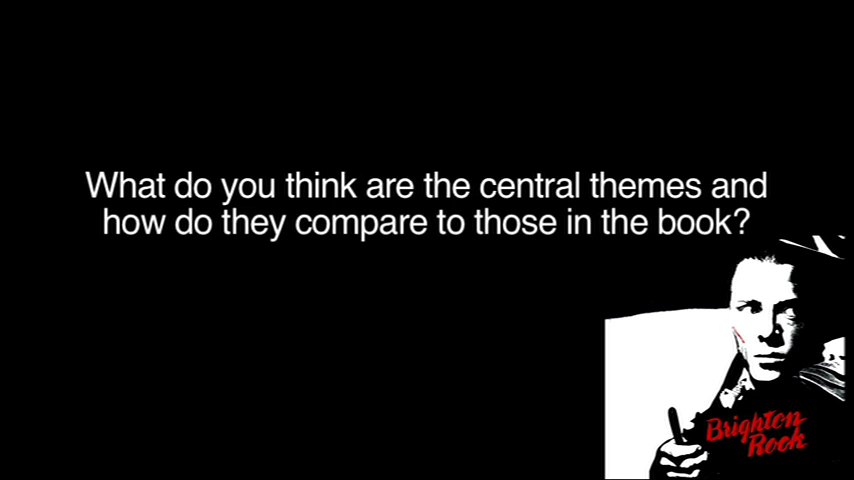 What do you think are the central themes and
how do they compare to those in the book?
Brighton
Rock